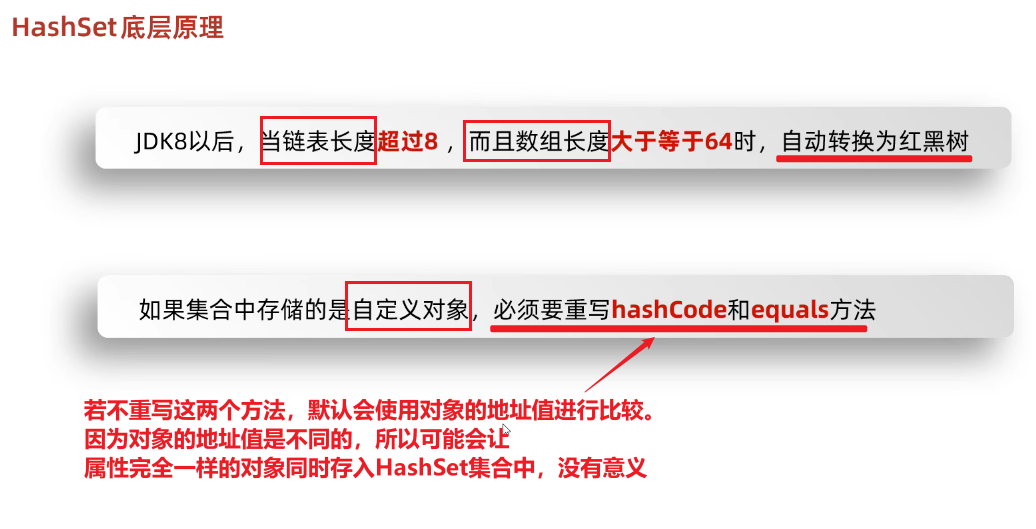 HashSet底层原理
JDK8以后，当链表长度超过8，而且数组长度大于等于64时，自动转换为红黑树
如果集合中存储的是自定义对象，必须要重写hashCode和equals方法
若不重写这两个方法，默认会使用对象的地址值进行比较。
因为对象的地址值是不同的，所以可能会让
属性完全一样的对象同时存入HashSet集合中，没有意义